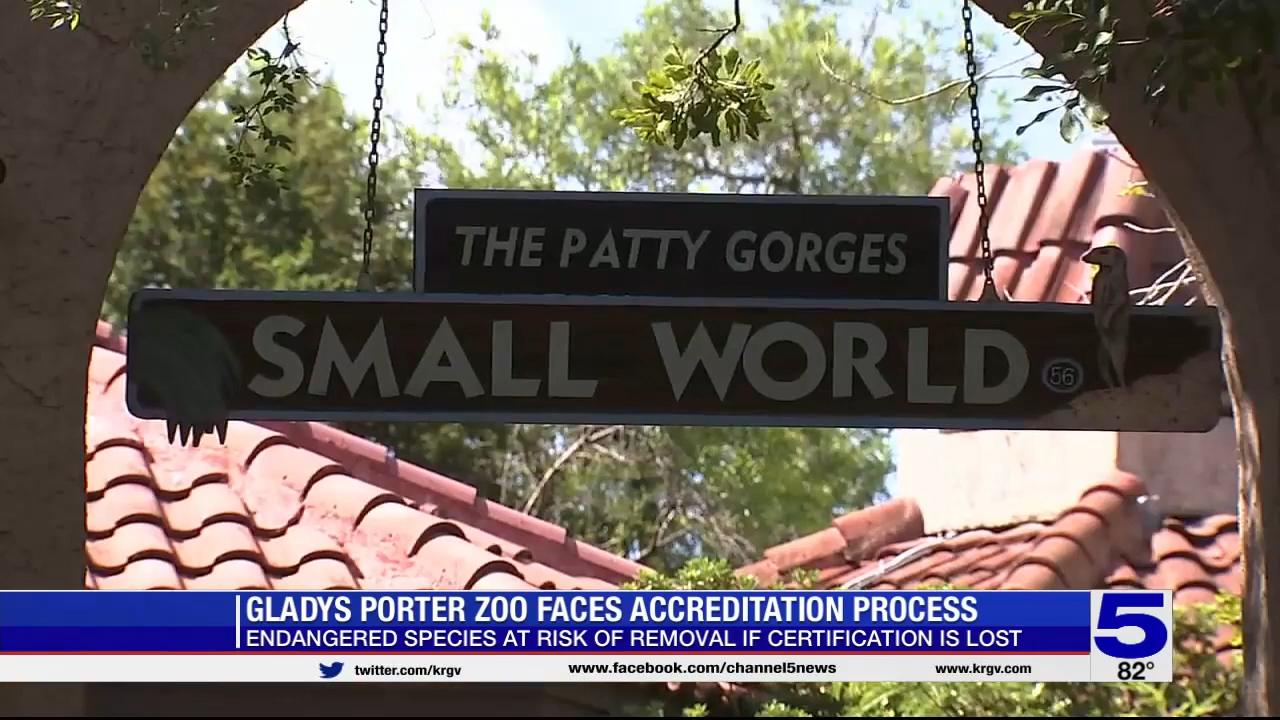 THE PATTY GORGES
SMALL WORLD 56
GLADYS PORTER ZOO FACES ACCREDITATION PROCESS
ENDANGERED SPECIES AT RISK OF REMOVAL IF CERTIFICATION IS LOST
5
twitter.com/krgv www.facebook.com/channel5news www.krgv.com 82°